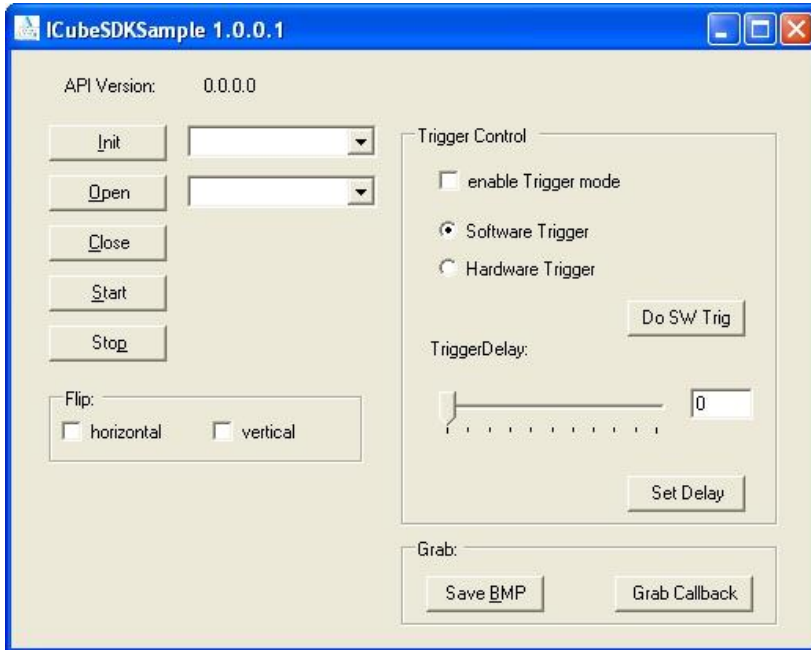 ICubeSDKSample 1.0.0.1
API Version: 0.0.0.0
Init
Open
Close
Start
Stop
Flip:
horizontal vertical
Trigger Control
enable Trigger mode
Software Trigger
Hardware Trigger
Do SW Trig
TriggerDelay:
0
Set Delay
Grab:
Save BMP Grab Callback